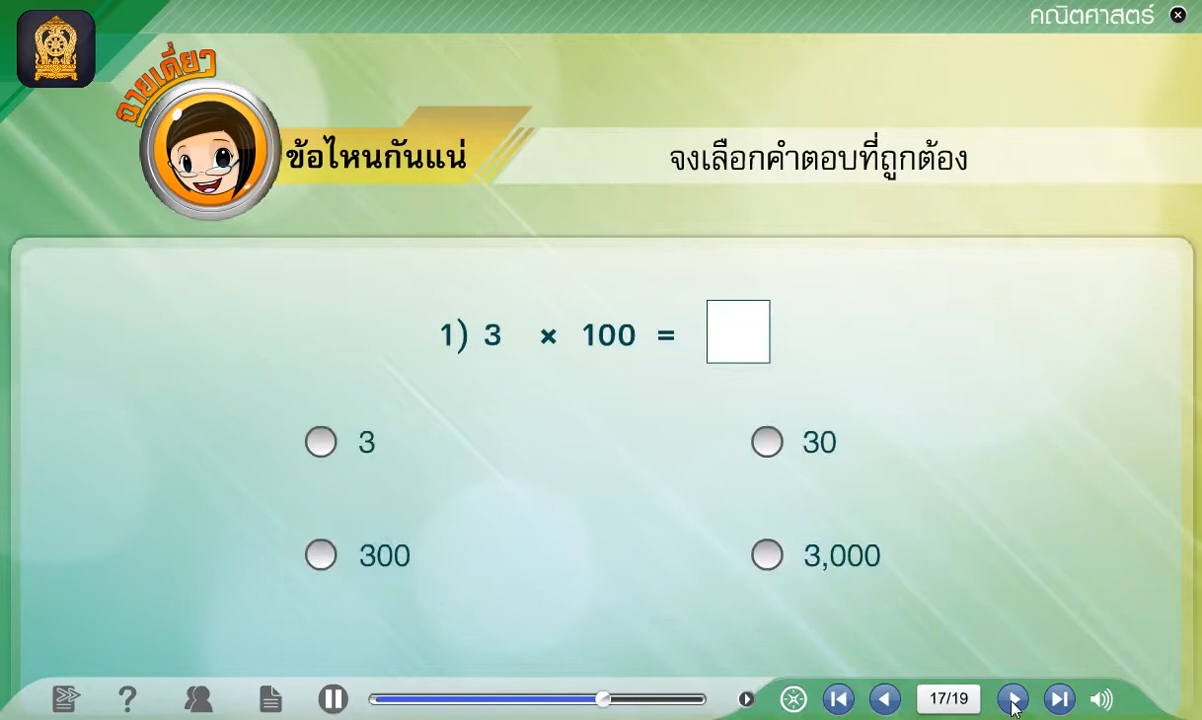 คณิตศาสตร์
ฉายเดี่ยว
ข้อไหนกันแน่
จงเลือกคำตอบที่ถูกต้อง
1) 3 × 100 =
3
30
300
3,000
17/19